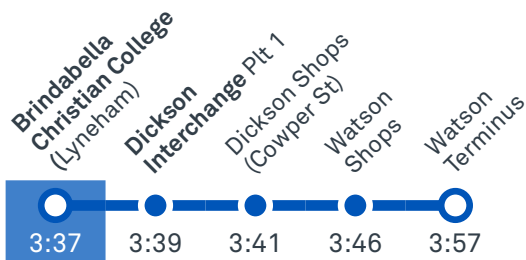 Brindabella
Christian College
(Lyneham)
Dickson
Interchange Plt 1
Dickson Shops
(Cowper St)
Watson
Shops
Watson
Terminus
3:37
3:39
3:41
3:46
3:57